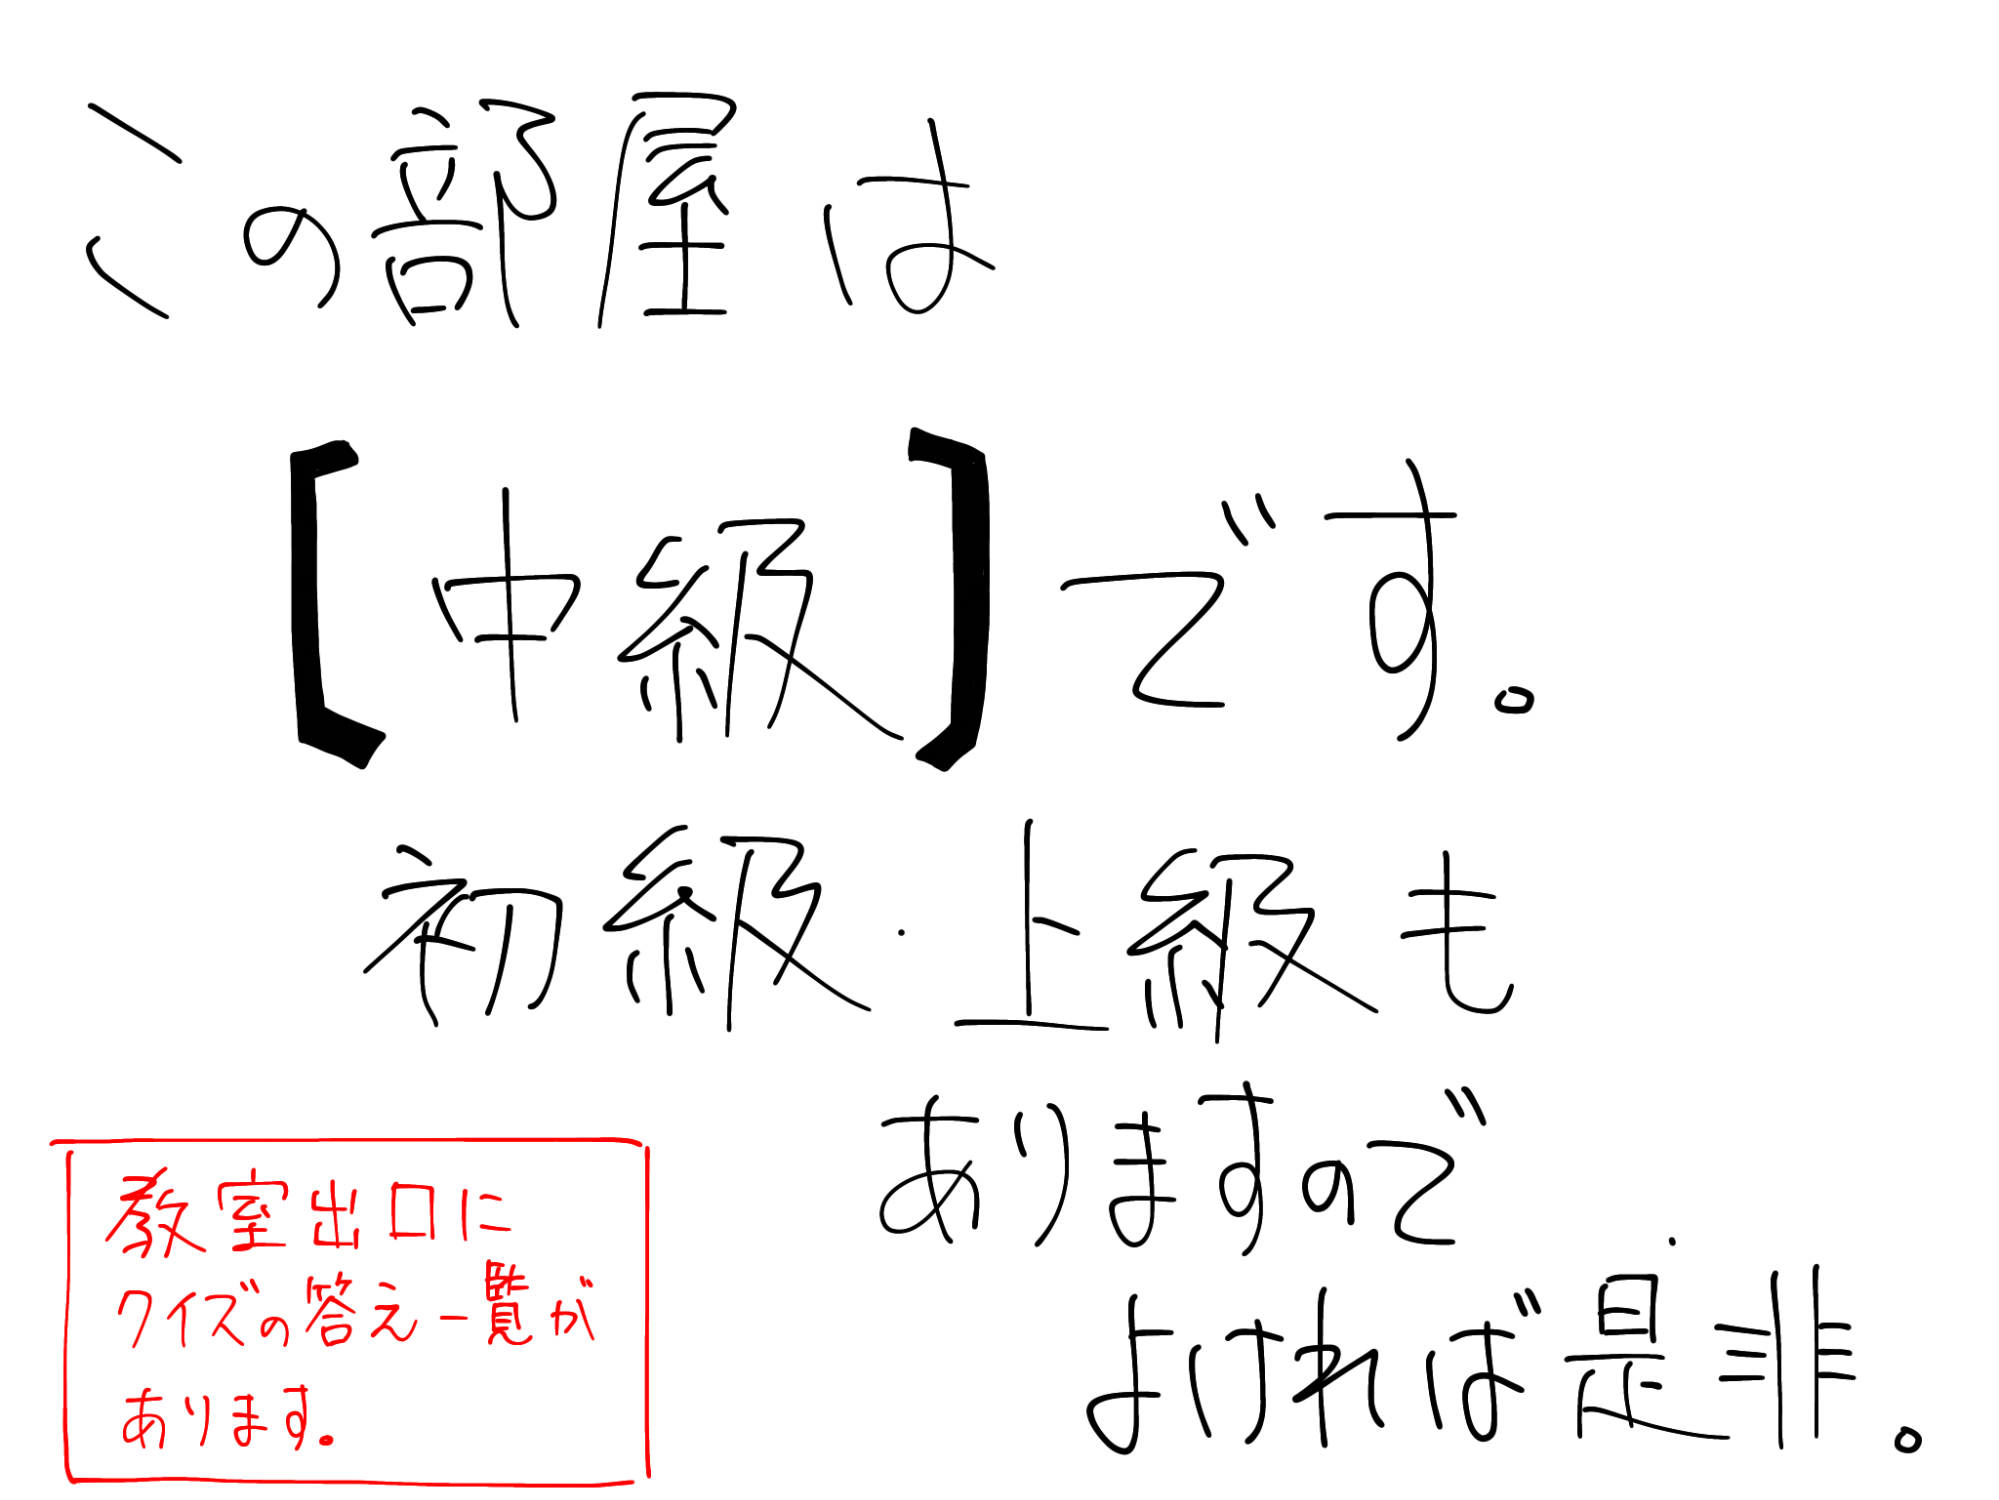 この部屋は
【中級】です。
初級・上級も
ありますので
よければ是非。
教室出口に
クイズの答え一覧が
あります。